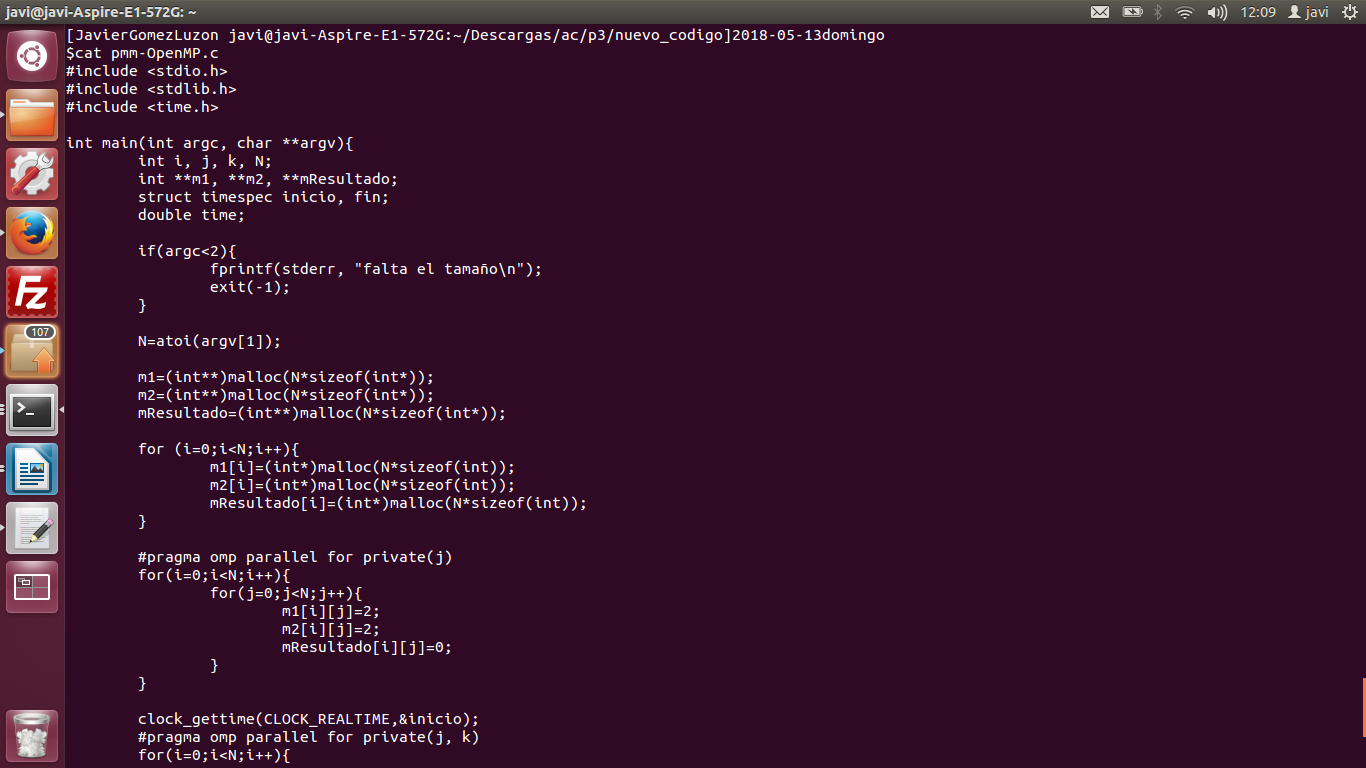 javi@javi-Aspire-E1-572G: ~
12:09
javi
[JavierGomezLuzon javi@javi-Aspire-E1-572G:~/Descargas/ac/p3/nuevo_codigo]2018-05-13domingo
$cat pmm-OpenMP.c
#include <stdio.h>
#include <stdlib.h>
#include <time.h>

int main(int argc, char **argv){
        int i, j, k, N;
        int **m1, **m2, **mResultado;
        struct timespec inicio, fin;
        double time;

        if(argc<2){
                fprintf(stderr, "falta el tamaño\n");
                exit(-1);
        }

        N=atoi(argv[1]);

        m1=(int**)malloc(N*sizeof(int*));
        m2=(int**)malloc(N*sizeof(int*));
        mResultado=(int**)malloc(N*sizeof(int*));

        for (i=0;i<N;i++){
                m1[i]=(int*)malloc(N*sizeof(int));
                m2[i]=(int*)malloc(N*sizeof(int));
                mResultado[i]=(int*)malloc(N*sizeof(int));
        }

        #pragma omp parallel for private(j)
        for(i=0;i<N;i++){
                for(j=0;j<N;j++){
                        m1[i][j]=2;
                        m2[i][j]=2;
                        mResultado[i][j]=0;
                }
        }

        clock_gettime(CLOCK_REALTIME,&inicio);
        #pragma omp parallel for private(j, k)
        for(i=0;i<N;i++){
Fz
107
>_